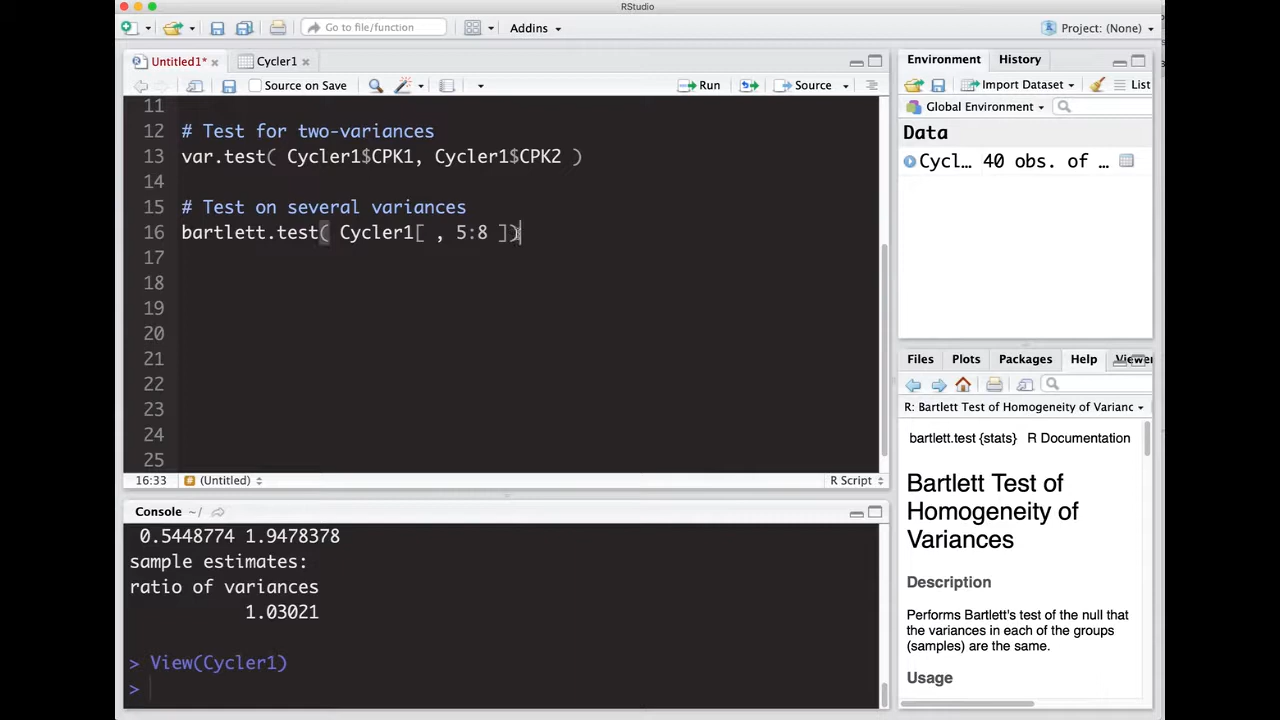 RStudio
Go to file/function
Addins
Project: (None)
Untitled1*
Cycler1
Source on Save
Run
Source
11
12 # Test for two-variances
13 var.test( Cycler1$CPK1, Cycler1$CPK2 )
14
15 # Test on several variances
16 bartlett.test( Cycler1[ , 5:8 ])
17
18
19
20
21
22
23
24
25
16:33
(Untitled)
R Script
Console ~/
0.5448774 1.9478378
sample estimates:
ratio of variances
1.03021
> View(Cycler1)
>
Environment
History
Import Dataset
List
Global Environment
Data
Cycl… 40 obs. of …
Files
Plots
Packages
Help
Viewer
R: Bartlett Test of Homogeneity of Varianc
bartlett.test {stats}
R Documentation
Bartlett Test of
Homogeneity of
Variances
Description
Performs Bartlett's test of the null that
the variances in each of the groups
(samples) are the same.
Usage